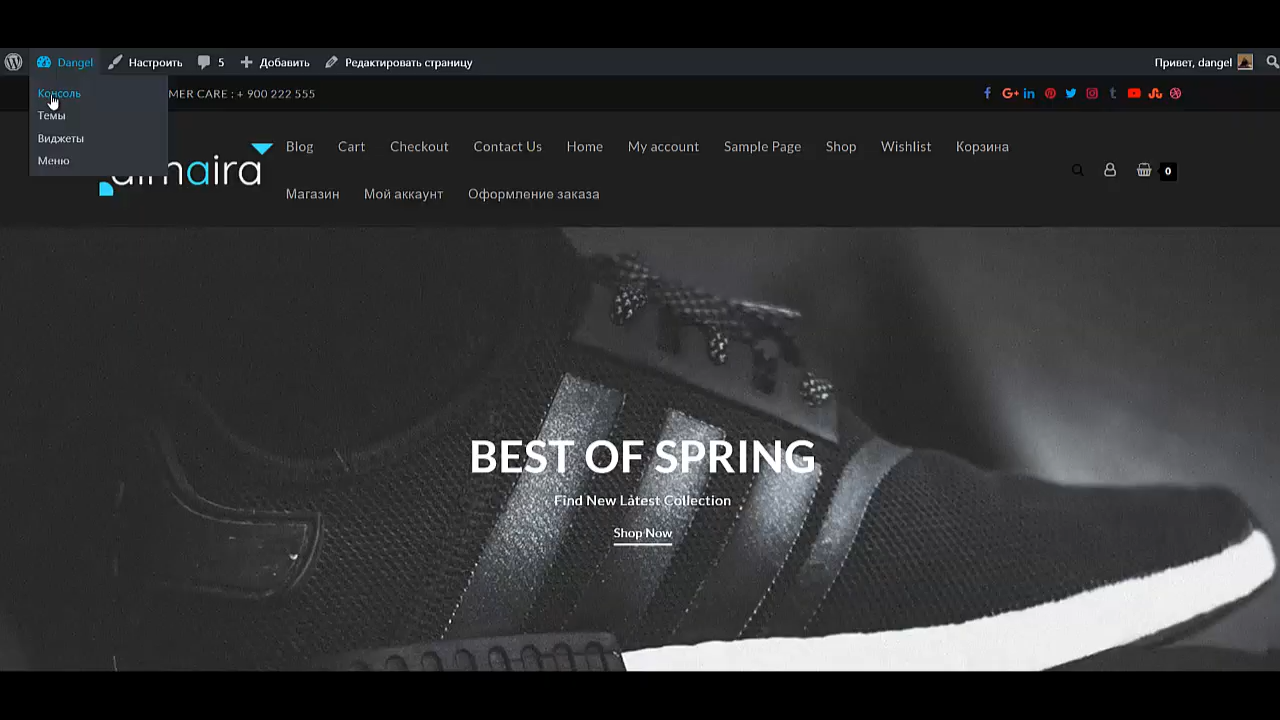 Dangel Настроить 5 Добавить Редактировать страницу Привет, dangel
Консоль
MER CARE : + 900 222 555
Темы
Виджеты
Меню
Blog Cart Checkout Contact Us Home My account Sample Page Shop Wishlist Корзина
Магазин Мой аккаунт Оформление заказа
0
BEST OF SPRING
Find New Latest Collection
Shop Now